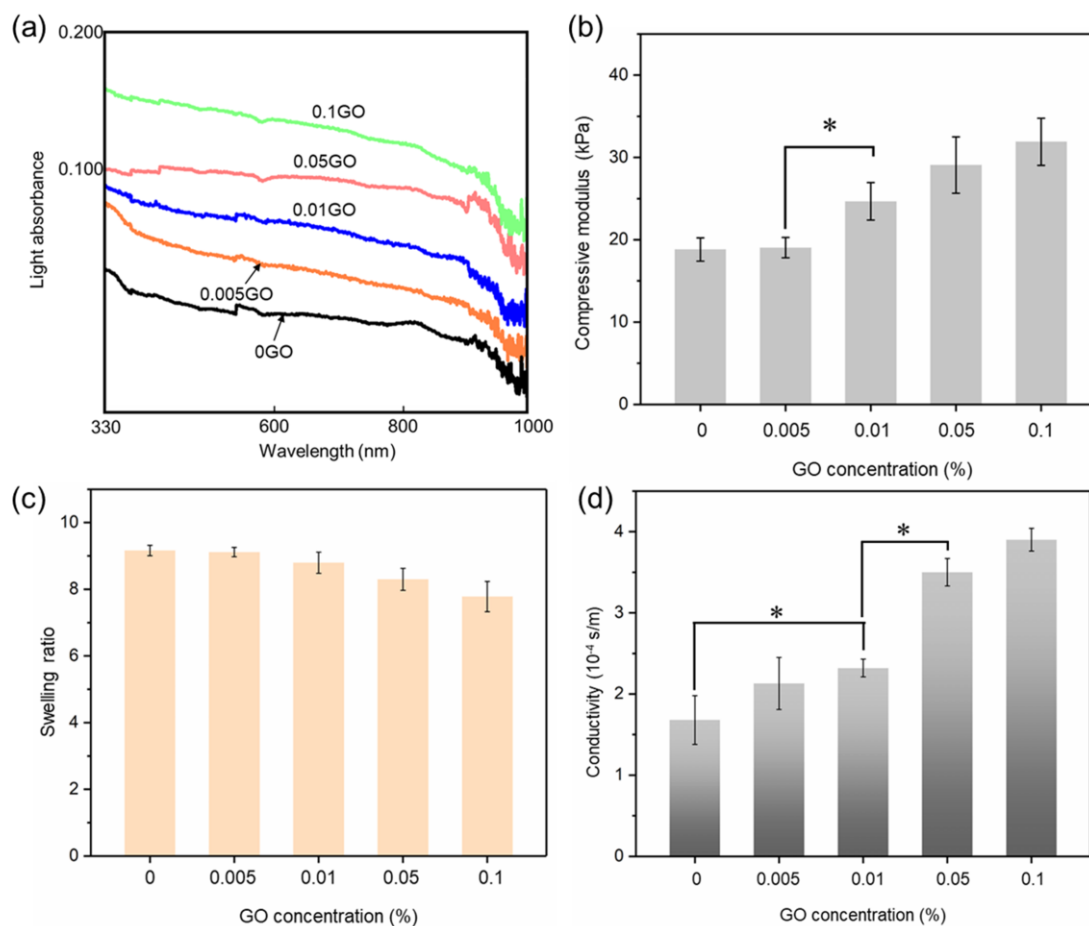 (a)
0.200
0.100
Light absorbance
0.1GO
0.05GO
0.01GO
0.005GO
0GO
330 600 800 1000
Wavelength (nm)
(b)
40
30
20
10
0
Compressive modulus (kPa)
*
0 0.005 0.01 0.05 0.1
GO concentration (%)
(c)
10
8
6
4
2
0
Swelling ratio
0 0.005 0.01 0.05 0.1
GO concentration (%)
(d)
4
3
2
1
0
Conductivity (10⁻⁴ s/m)
*
*
0 0.005 0.01 0.05 0.1
GO concentration (%)